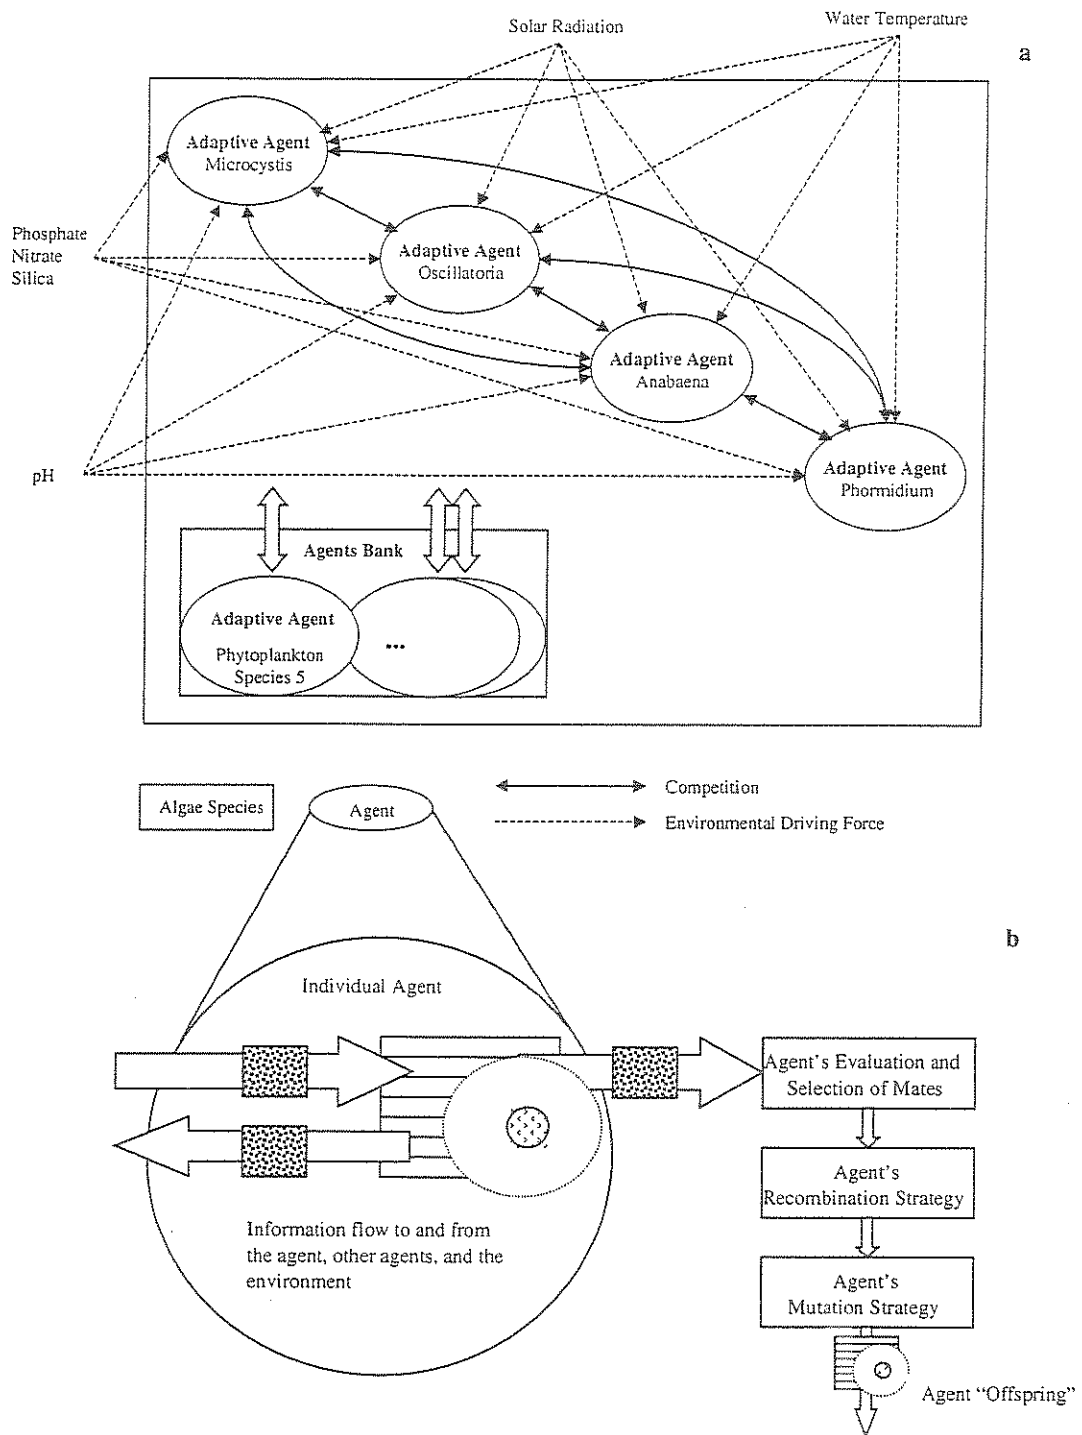 Solar Radiation
Water Temperature
a
Adaptive Agent
Microcystis
Phosphate
Nitrate
Silica
Adaptive Agent
Oscillatoria
Adaptive Agent
Anabaena
pH
Adaptive Agent
Phormidium
Agents Bank
Adaptive Agent
Phytoplankton
Species 5
...
Algae Species
Agent
Competition
Environmental Driving Force
b
Individual Agent
Agent's Evaluation and
Selection of Mates
Agent's
Recombination Strategy
Information flow to and from
the agent, other agents, and the
environment
Agent's
Mutation Strategy
Agent “Offspring”